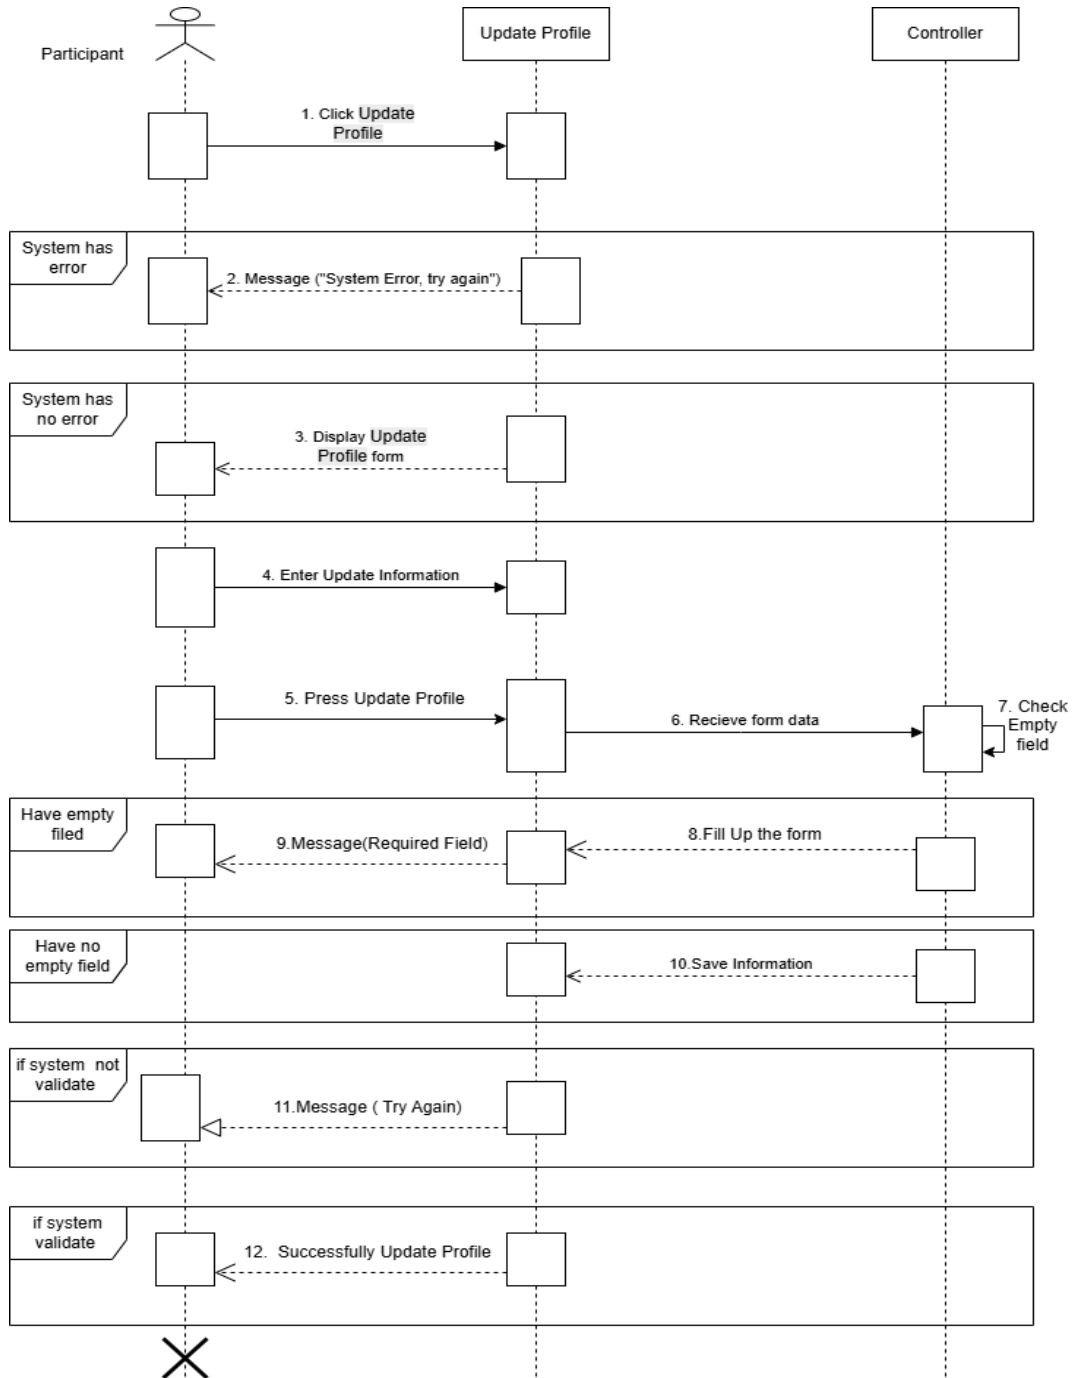 Participant
Update Profile
Controller
1. Click Update
Profile
System has
error
2. Message ("System Error, try again")
System has
no error
3. Display Update
Profile form
4. Enter Update Information
5. Press Update Profile
6. Recieve form data
7. Check
Empty
field
Have empty
filed
8.Fill Up the form
9.Message(Required Field)
Have no
empty field
10.Save Information
if system  not
validate
11.Message ( Try Again)
if system
validate
12.  Successfully Update Profile